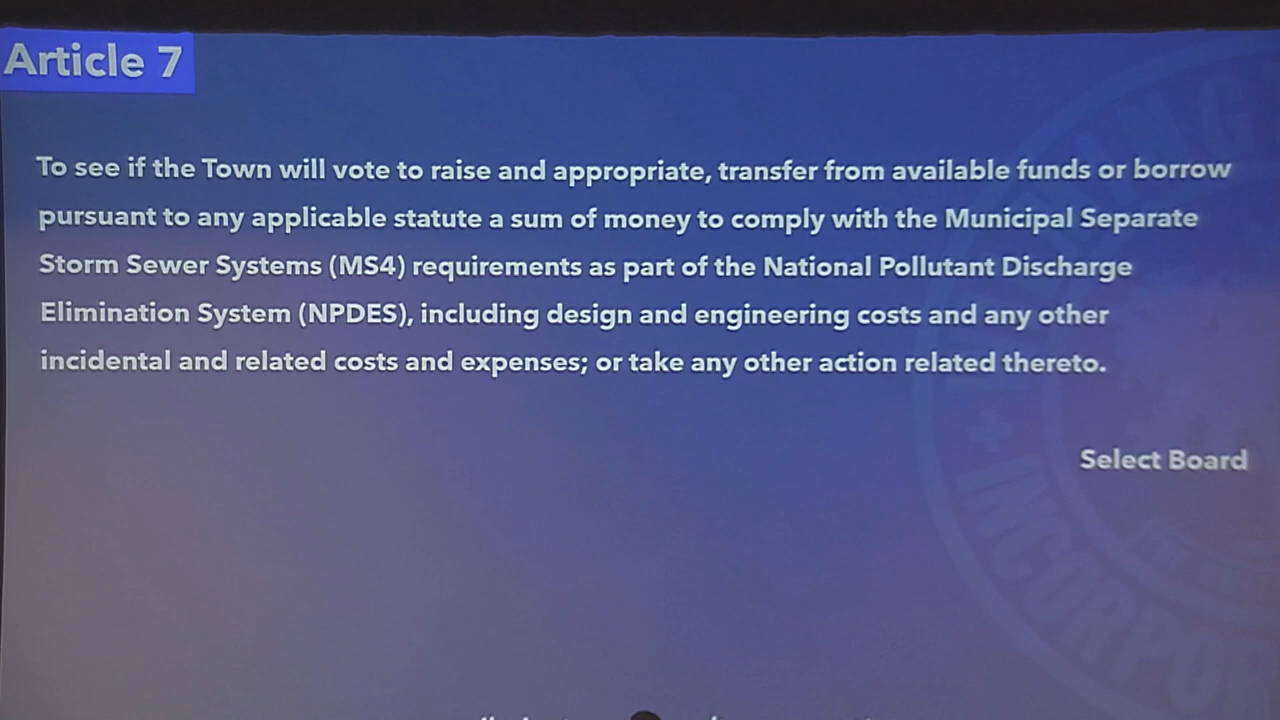 Article 7
To see if the Town will vote to raise and appropriate, transfer from available funds or borrow
pursuant to any applicable statute a sum of money to comply with the Municipal Separate
Storm Sewer Systems (MS4) requirements as part of the National Pollutant Discharge
Elimination System (NPDES), including design and engineering costs and any other
incidental and related costs and expenses; or take any other action related thereto.
Select Board